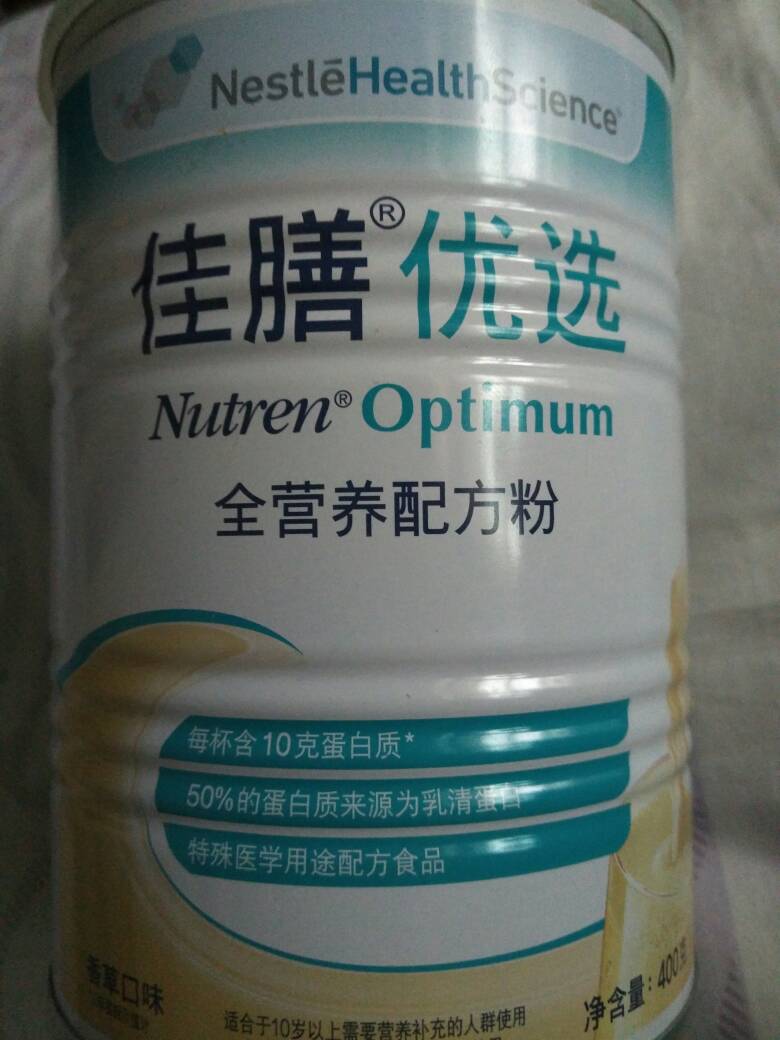 NestléHealthScience
佳膳®优选
Nutren® Optimum
全营养配方粉
每杯含10克蛋白质*
50%的蛋白质来源为乳清蛋白
特殊医学用途配方食品
香草口味
净含量：400克
适合于10岁以上需要营养补充的人群使用